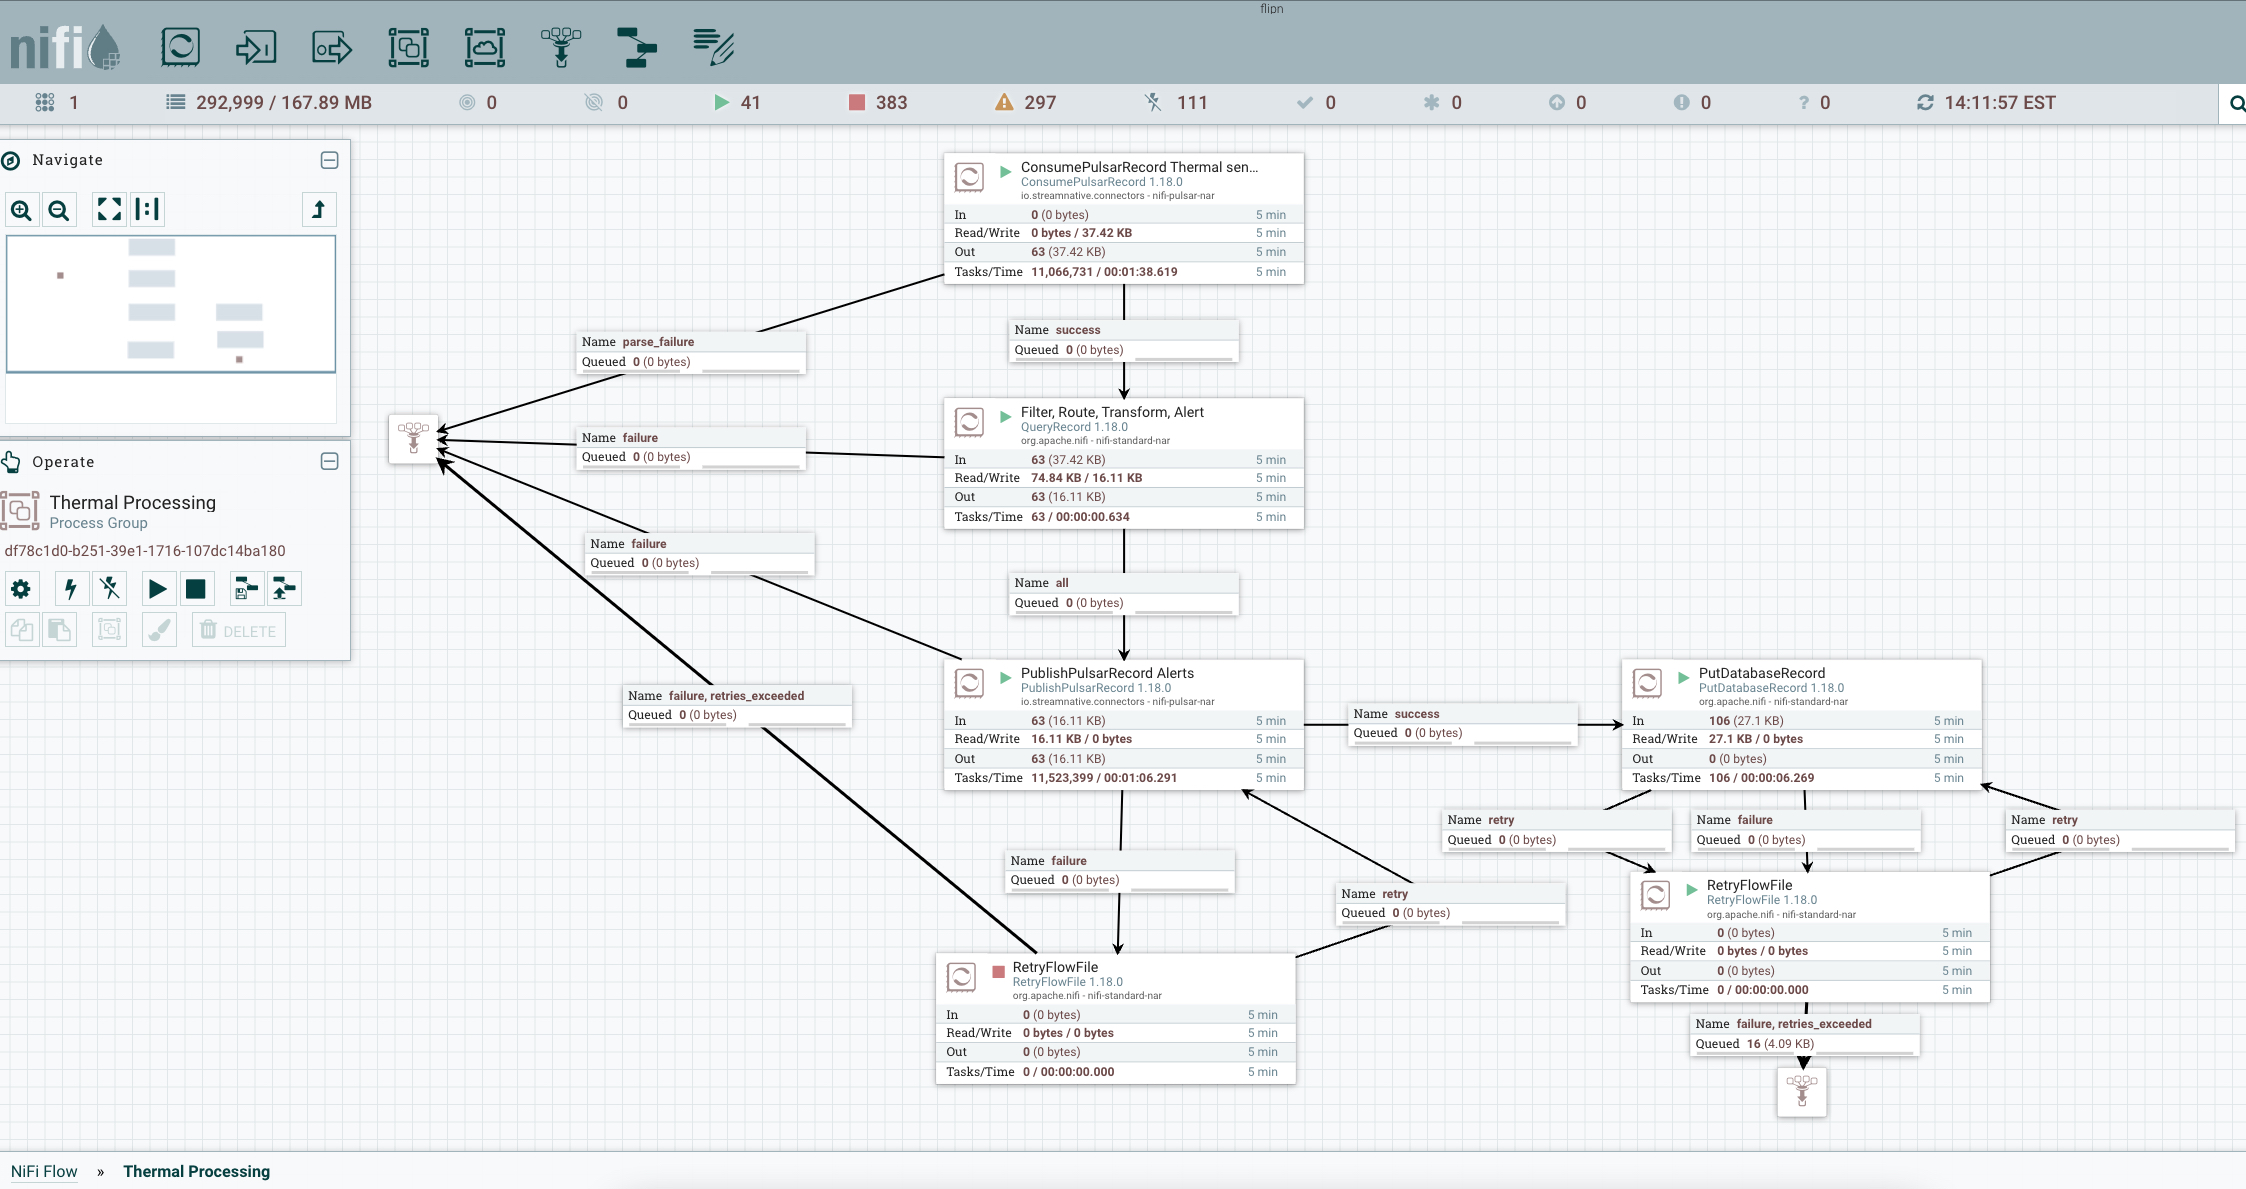 flipn
nifi
1
292,999 / 167.89 MB
0
0
41
383
297
111
0
0
0
0
? 0
14:11:57 EST
Navigate
Operate
Thermal Processing
Process Group
df78c1d0-b251-39e1-1716-107dc14ba180
DELETE
ConsumePulsarRecord Thermal sen...
ConsumePulsarRecord 1.18.0
io.streamnative.connectors - nifi-pulsar-nar
In 0 (0 bytes) 5 min
Read/Write 0 bytes / 37.42 KB 5 min
Out 63 (37.42 KB) 5 min
Tasks/Time 11,066,731 / 00:01:38.619 5 min
Name parse_failure
Queued 0 (0 bytes)
Name success
Queued 0 (0 bytes)
Filter, Route, Transform, Alert
QueryRecord 1.18.0
org.apache.nifi - nifi-standard-nar
In 63 (37.42 KB) 5 min
Read/Write 74.84 KB / 16.11 KB 5 min
Out 63 (16.11 KB) 5 min
Tasks/Time 63 / 00:00:00.634 5 min
Name failure
Queued 0 (0 bytes)
Name failure
Queued 0 (0 bytes)
Name all
Queued 0 (0 bytes)
Name failure, retries_exceeded
Queued 0 (0 bytes)
PublishPulsarRecord Alerts
PublishPulsarRecord 1.18.0
io.streamnative.connectors - nifi-pulsar-nar
In 63 (16.11 KB) 5 min
Read/Write 16.11 KB / 0 bytes 5 min
Out 63 (16.11 KB) 5 min
Tasks/Time 11,523,399 / 00:01:06.291 5 min
Name success
Queued 0 (0 bytes)
PutDatabaseRecord
PutDatabaseRecord 1.18.0
org.apache.nifi - nifi-standard-nar
In 106 (27.1 KB) 5 min
Read/Write 27.1 KB / 0 bytes 5 min
Out 0 (0 bytes) 5 min
Tasks/Time 106 / 00:00:06.269 5 min
Name retry
Queued 0 (0 bytes)
Name failure
Queued 0 (0 bytes)
Name retry
Queued 0 (0 bytes)
Name failure
Queued 0 (0 bytes)
Name retry
Queued 0 (0 bytes)
RetryFlowFile
RetryFlowFile 1.18.0
org.apache.nifi - nifi-standard-nar
In 0 (0 bytes) 5 min
Read/Write 0 bytes / 0 bytes 5 min
Out 0 (0 bytes) 5 min
Tasks/Time 0 / 00:00:00.000 5 min
RetryFlowFile
RetryFlowFile 1.18.0
org.apache.nifi - nifi-standard-nar
In 0 (0 bytes) 5 min
Read/Write 0 bytes / 0 bytes 5 min
Out 0 (0 bytes) 5 min
Tasks/Time 0 / 00:00:00.000 5 min
Name failure, retries_exceeded
Queued 16 (4.09 KB)
NiFi Flow » Thermal Processing